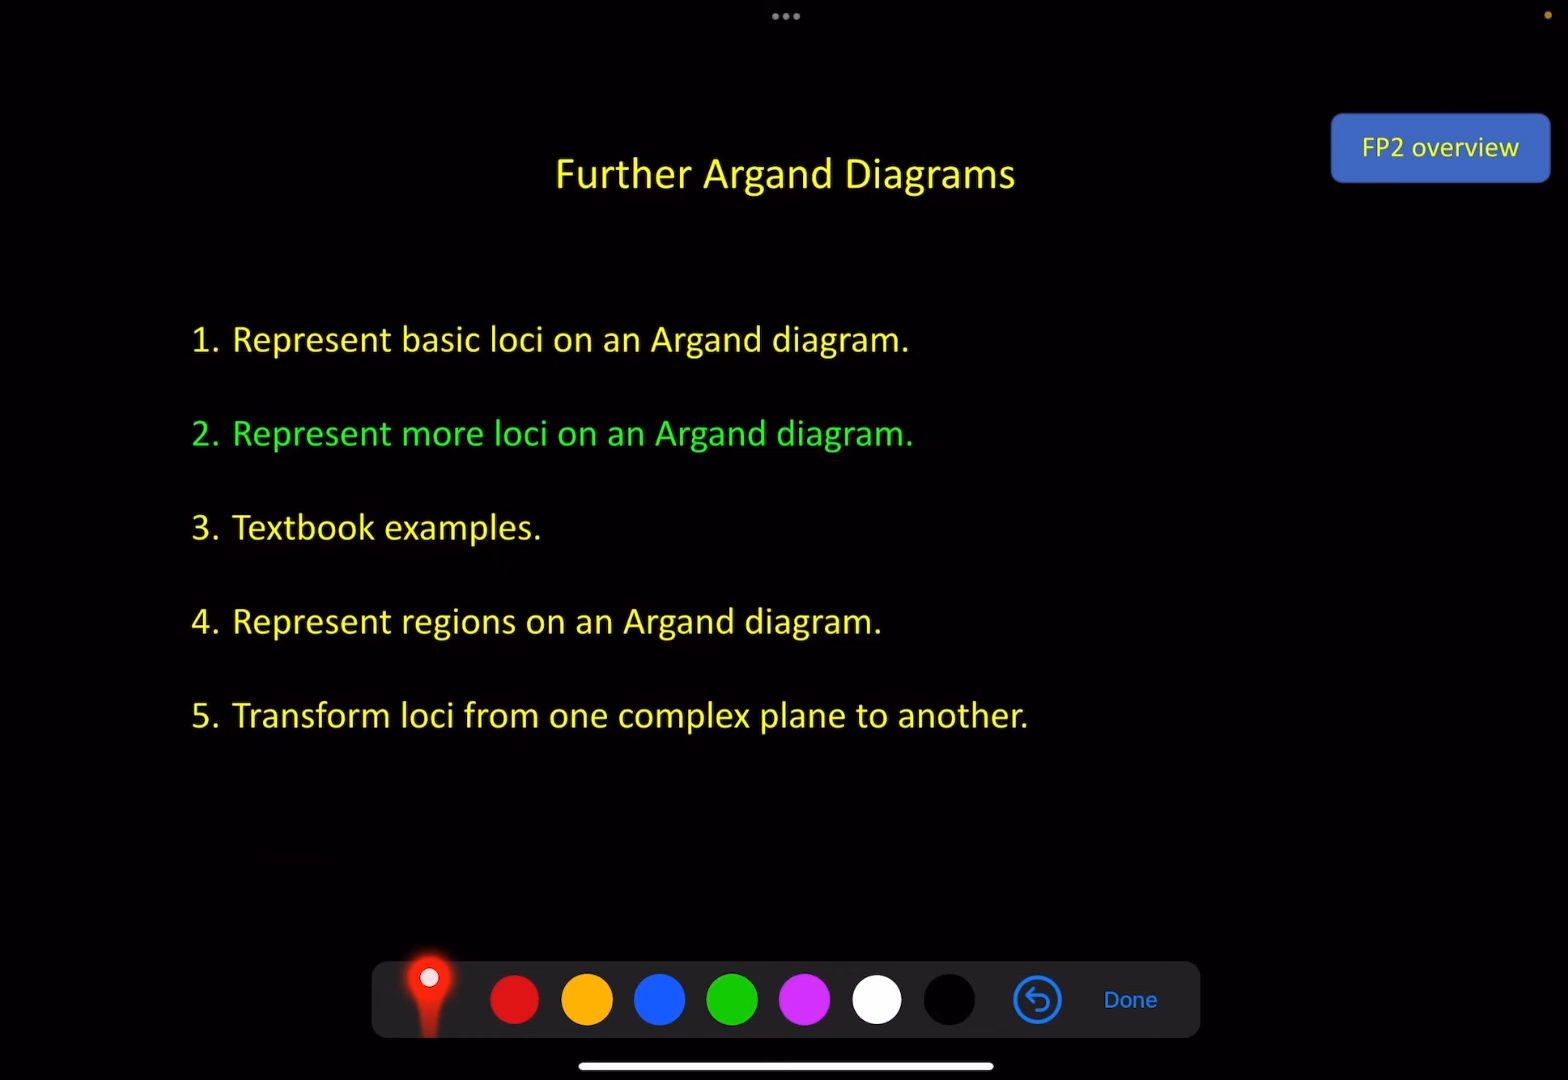 FP2 overview
Further Argand Diagrams
1. Represent basic loci on an Argand diagram.
2. Represent more loci on an Argand diagram.
3. Textbook examples.
4. Represent regions on an Argand diagram.
5. Transform loci from one complex plane to another.
Done